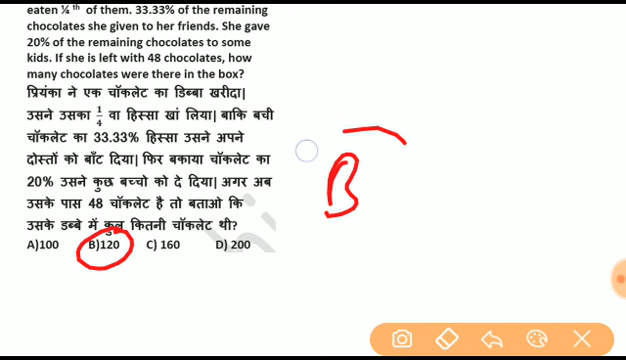 eaten ¼ th of them. 33.33% of the remaining
chocolates she given to her friends. She gave
20% of the remaining chocolates to some
kids. If she is left with 48 chocolates, how
many chocolates were there in the box?
प्रियंका ने एक चॉकलेट का डिब्बा खरीदा|
उसने उसका 1/4 वा हिस्सा खां लिया| बाकि बची
चॉकलेट का 33.33% हिस्सा उसने अपने
दोस्तों को बाँट दिया| फिर बकाया चॉकलेट का
20% उसने कुछ बच्चो को दे दिया| अगर अब
उसके पास 48 चॉकलेट है तो बताओ कि
उसके डब्बे में कुल कितनी चॉकलेट थी?
A)100 B)120 C) 160 D) 200
B